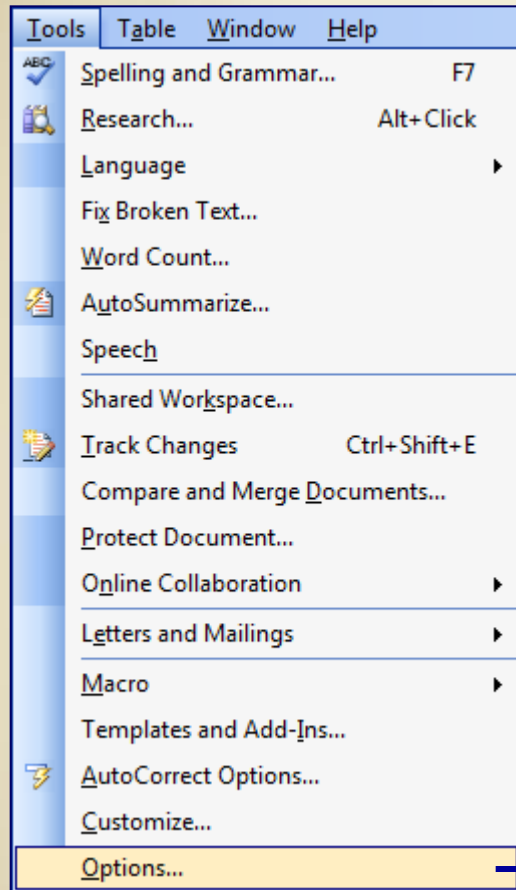 Tools Table Window Help
ABC Spelling and Grammar... F7
Research... Alt+Click
Language
Fix Broken Text...
Word Count...
AutoSummarize...
Speech
Shared Workspace...
Track Changes Ctrl+Shift+E
Compare and Merge Documents...
Protect Document...
Online Collaboration
Letters and Mailings
Macro
Templates and Add-Ins...
AutoCorrect Options...
Customize...
Options...